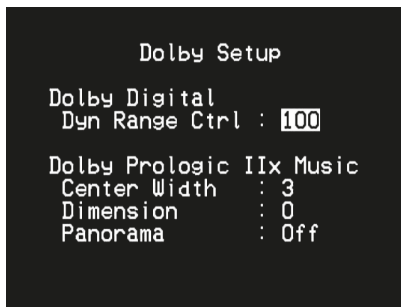 Dolby Setup
Dolby Digital
Dyn Range Ctrl : 100
Dolby Prologic IIx Music
Center Width : 3
Dimension : 0
Panorama : Off